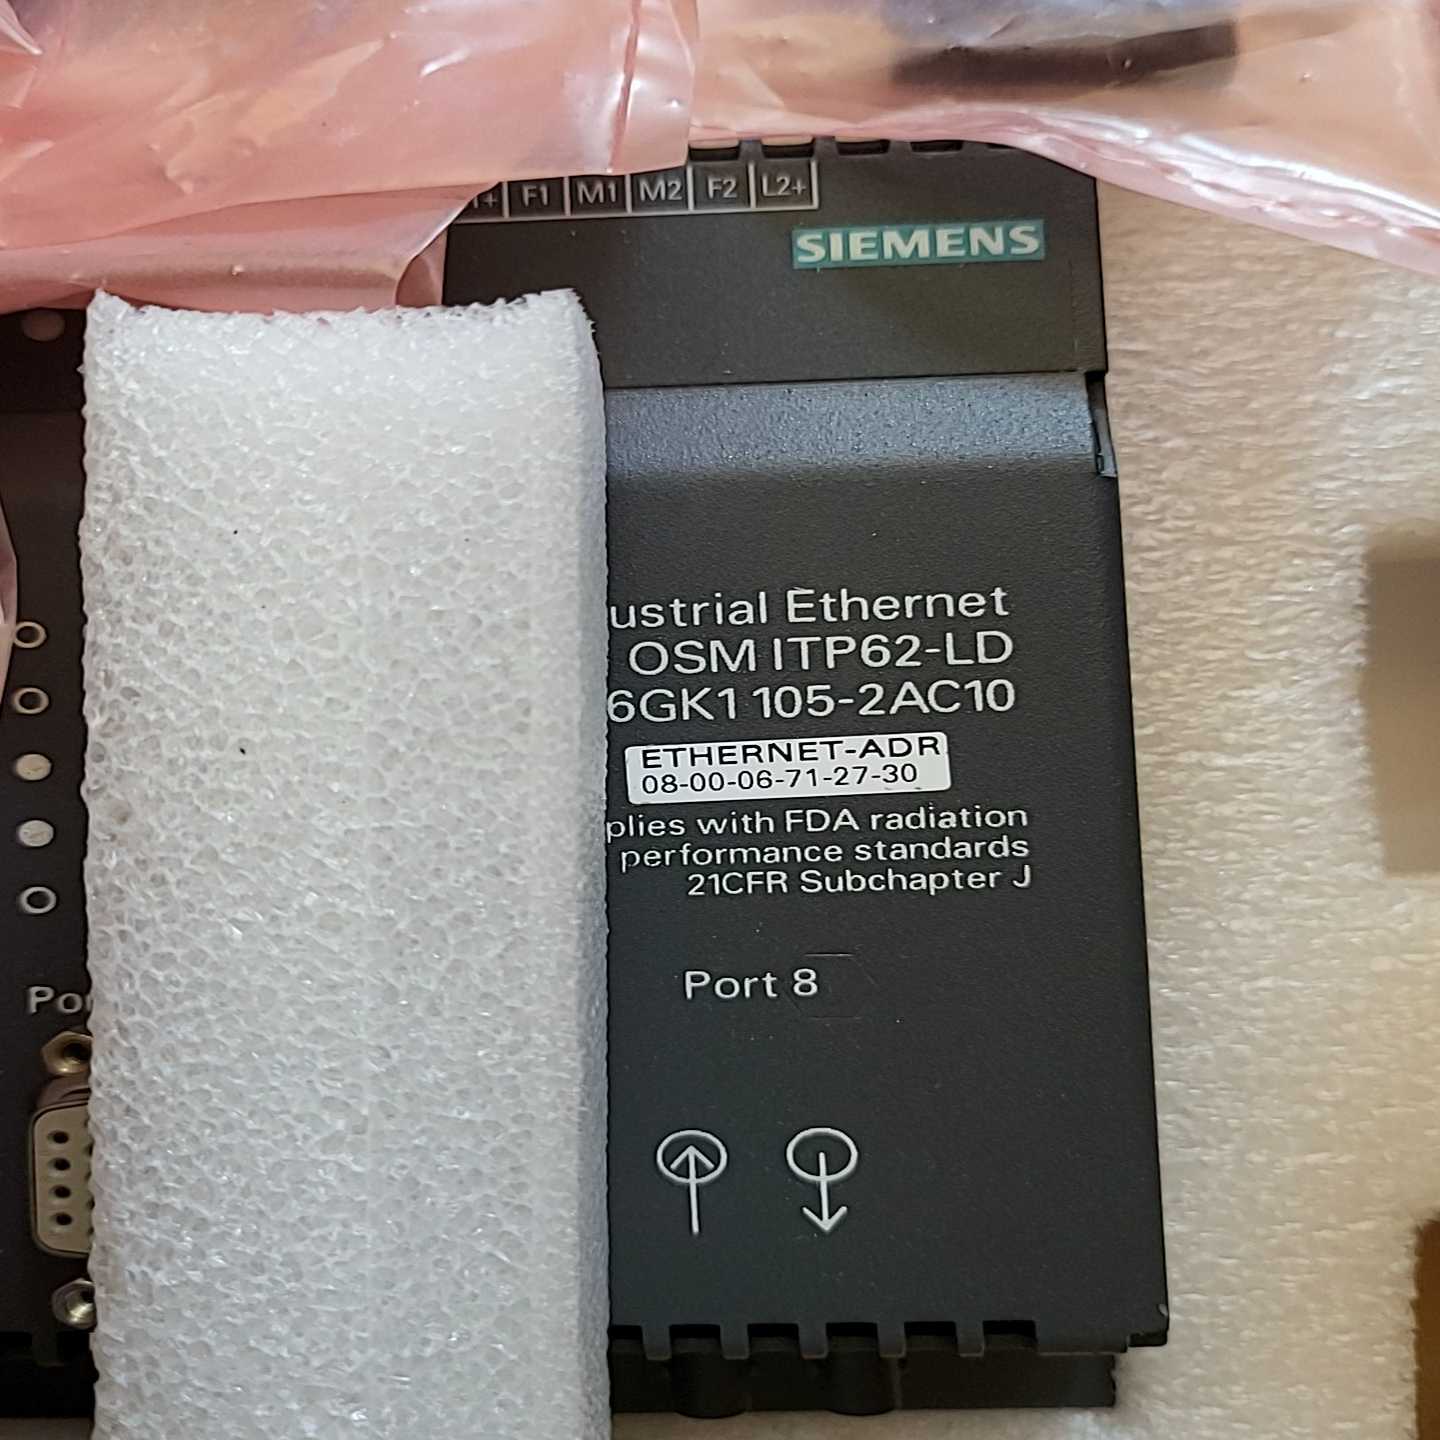 F1 M1 M2 F2 L2+
SIEMENS
ustrial Ethernet
OSM ITP62-LD
6GK1 105-2AC10
ETHERNET-ADR
08-00-06-71-27-30
plies with FDA radiation
performance standards
21CFR Subchapter J
Port 8